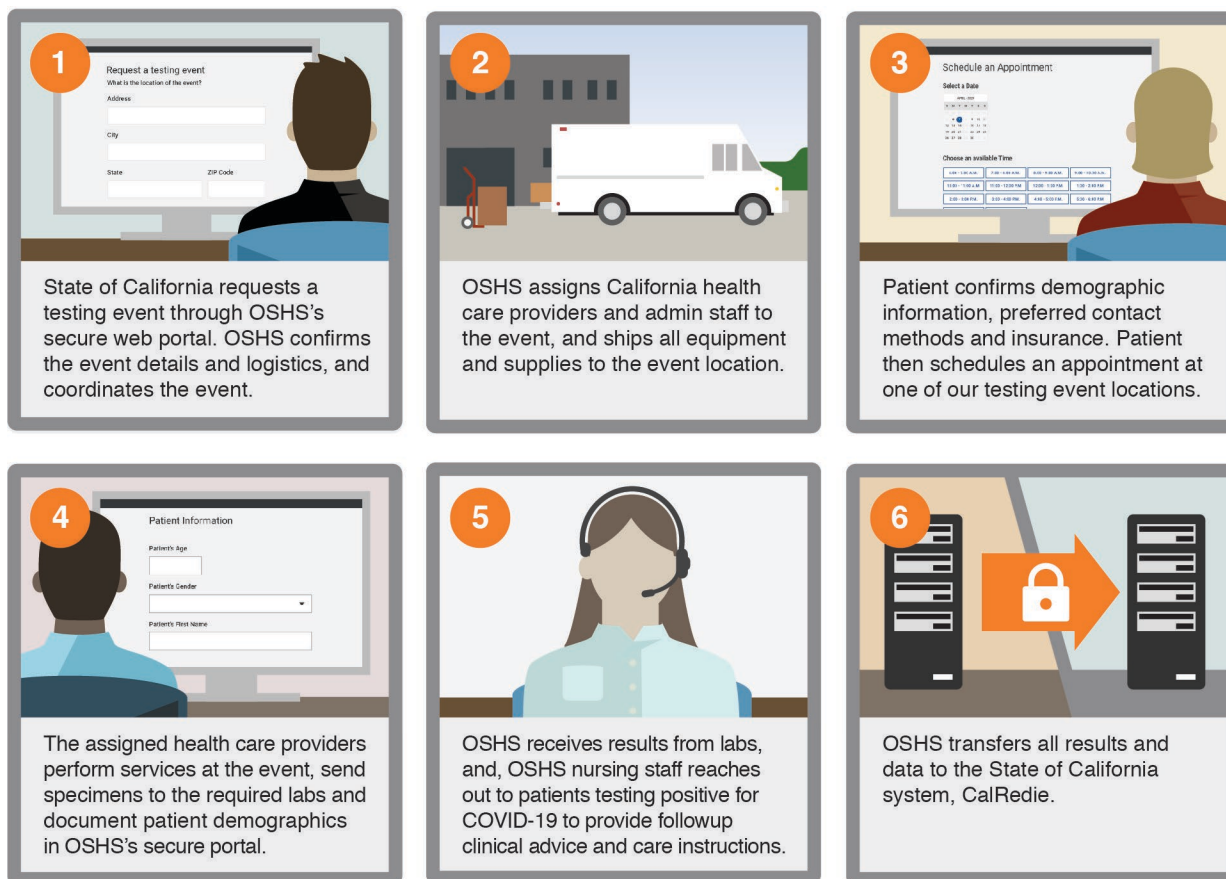 1
Request a testing event
What is the location of the event?
Address
City
State ZIP Code
State of California requests a
testing event through OSHS's
secure web portal. OSHS confirms
the event details and logistics, and
coordinates the event.
2
OSHS assigns California health
care providers and admin staff to
the event, and ships all equipment
and supplies to the event location.
3
Schedule an Appointment
Select a Date
Choose an available Time
Patient confirms demographic
information, preferred contact
methods and insurance. Patient
then schedules an appointment at
one of our testing event locations.
4
Patient Information
Patient's Age
Patient's Gender
Patient's First Name
The assigned health care providers
perform services at the event, send
specimens to the required labs and
document patient demographics
in OSHS's secure portal.
5
OSHS receives results from labs,
and, OSHS nursing staff reaches
out to patients testing positive for
COVID-19 to provide followup
clinical advice and care instructions.
6
OSHS transfers all results and
data to the State of California
system, CalRedie.